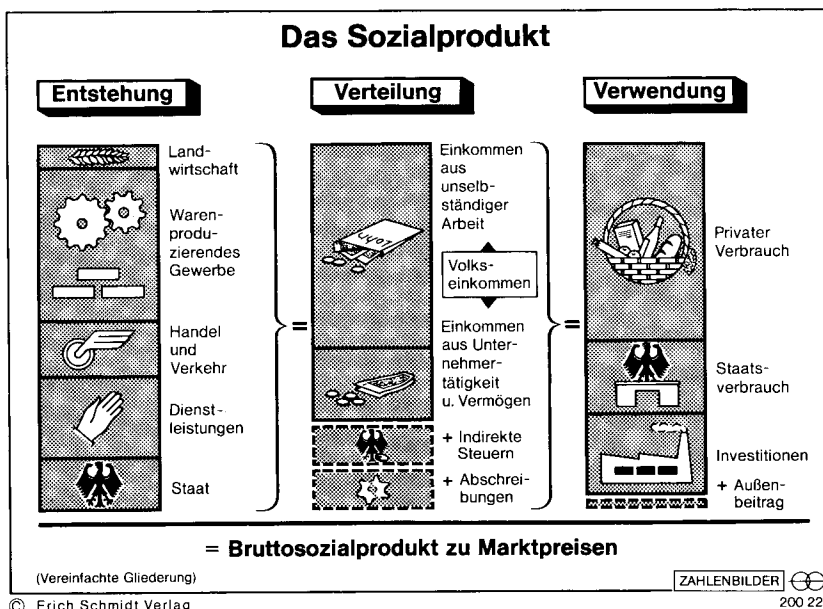 Das Sozialprodukt
Entstehung
Land-
wirtschaft
Waren-
produ-
zierendes
Gewerbe
Handel
und
Verkehr
Dienst-
leistungen
Staat
=
Verteilung
Lohn
Einkommen
aus
unselb-
ständiger
Arbeit
Volks-
einkommen
Einkommen
aus Unter-
nehmer-
tätigkeit
u. Vermögen
+ Indirekte
Steuern
+ Abschrei-
bungen
=
Verwendung
Privater
Verbrauch
Staats-
verbrauch
Investitionen
+ Außen-
beitrag
= Bruttosozialprodukt zu Marktpreisen
(Vereinfachte Gliederung)
ZAHLENBILDER
© Erich Schmidt Verlag
200 22